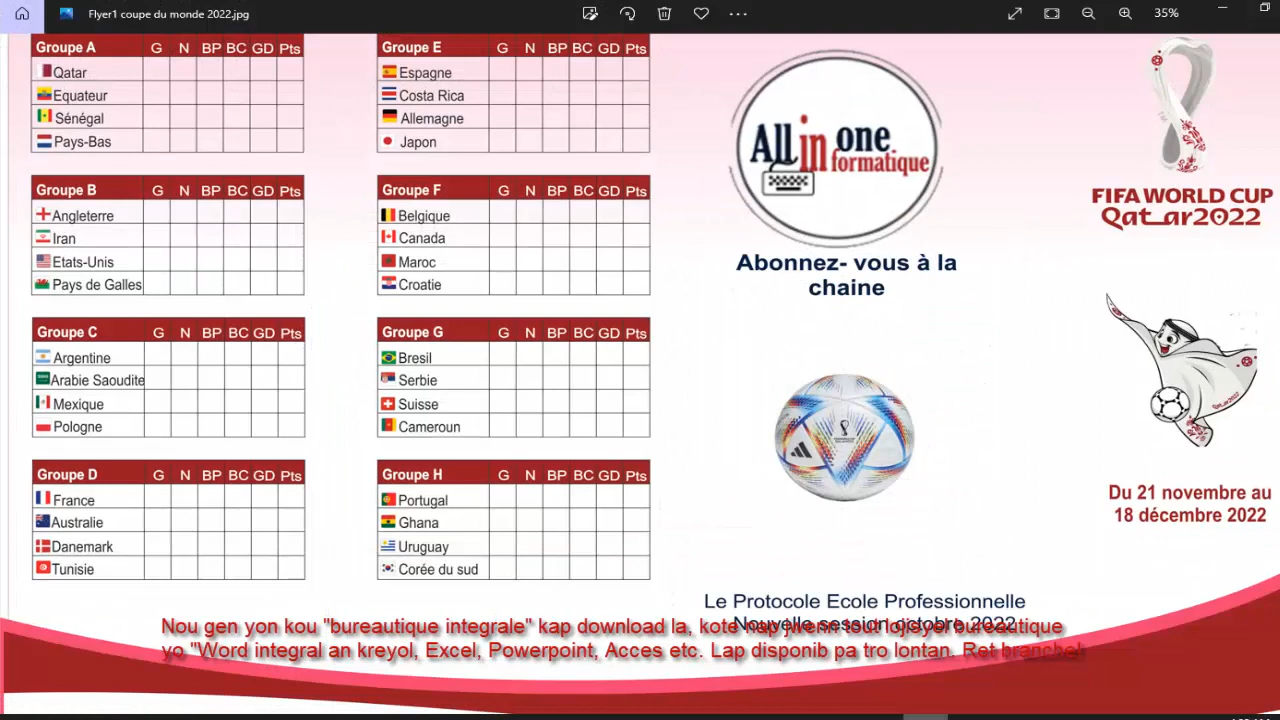 Flyer1 coupe du monde 2022.jpg
35%
Groupe A G N BP BC GD Pts
Qatar
Equateur
Sénégal
Pays-Bas
Groupe B G N BP BC GD Pts
Angleterre
Iran
Etats-Unis
Pays de Galles
Groupe C G N BP BC GD Pts
Argentine
Arabie Saoudite
Mexique
Pologne
Groupe D G N BP BC GD Pts
France
Australie
Danemark
Tunisie
Groupe E G N BP BC GD Pts
Espagne
Costa Rica
Allemagne
Japon
Groupe F G N BP BC GD Pts
Belgique
Canada
Maroc
Croatie
Groupe G G N BP BC GD Pts
Bresil
Serbie
Suisse
Cameroun
Groupe H G N BP BC GD Pts
Portugal
Ghana
Uruguay
Corée du sud
All in one
formatique
Abonnez- vous à la
chaine
FIFA WORLD CUP
Qatar2022
Du 21 novembre au
18 décembre 2022
Le Protocole Ecole Professionnelle
Nouvelle session octobre 2022
Nou gen yon kou "bureautique integrale" kap download la, kote nap jwenn tout lojisyel bureautique
yo "Word integral an kreyol, Excel, Powerpoint, Acces etc. Lap disponib pa tro lontan. Ret branche!